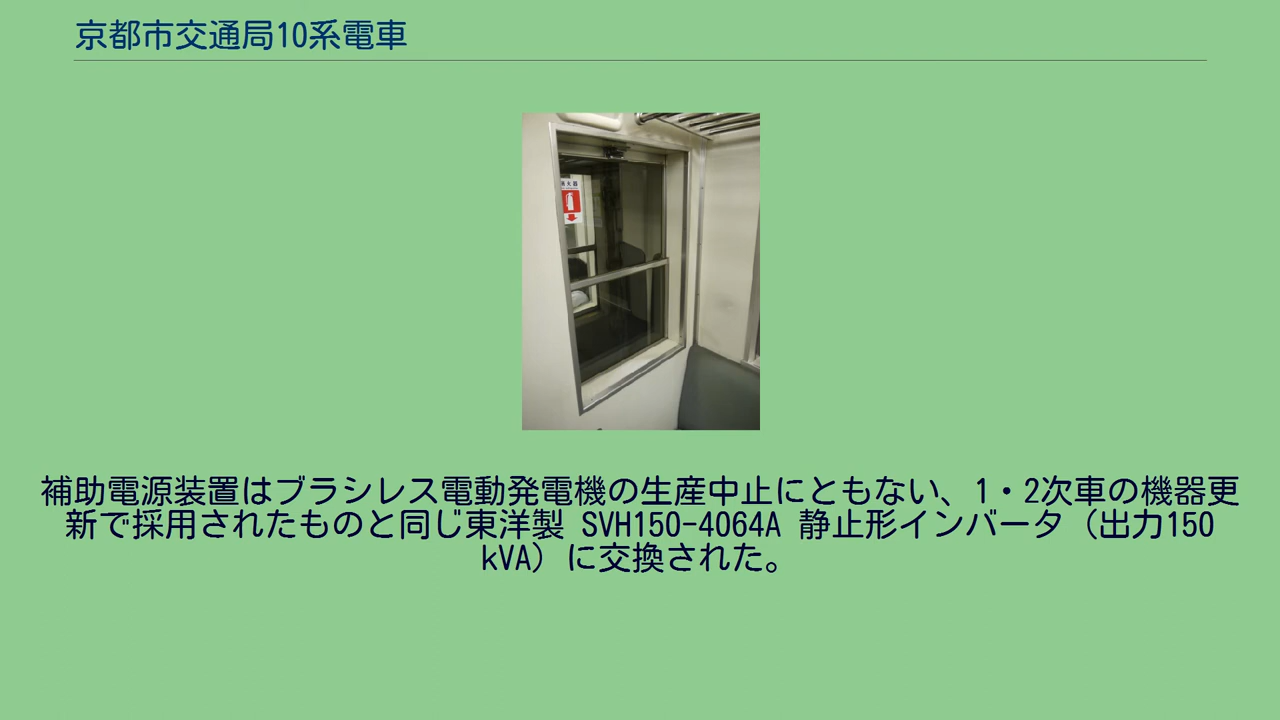 京都市交通局10系電車
消火器
補助電源装置はブラシレス電動発電機の生産中止にともない、1・2次車の機器更
新で採用されたものと同じ東洋製 SVH150-4064A 静止形インバータ（出力150
kVA）に交換された。